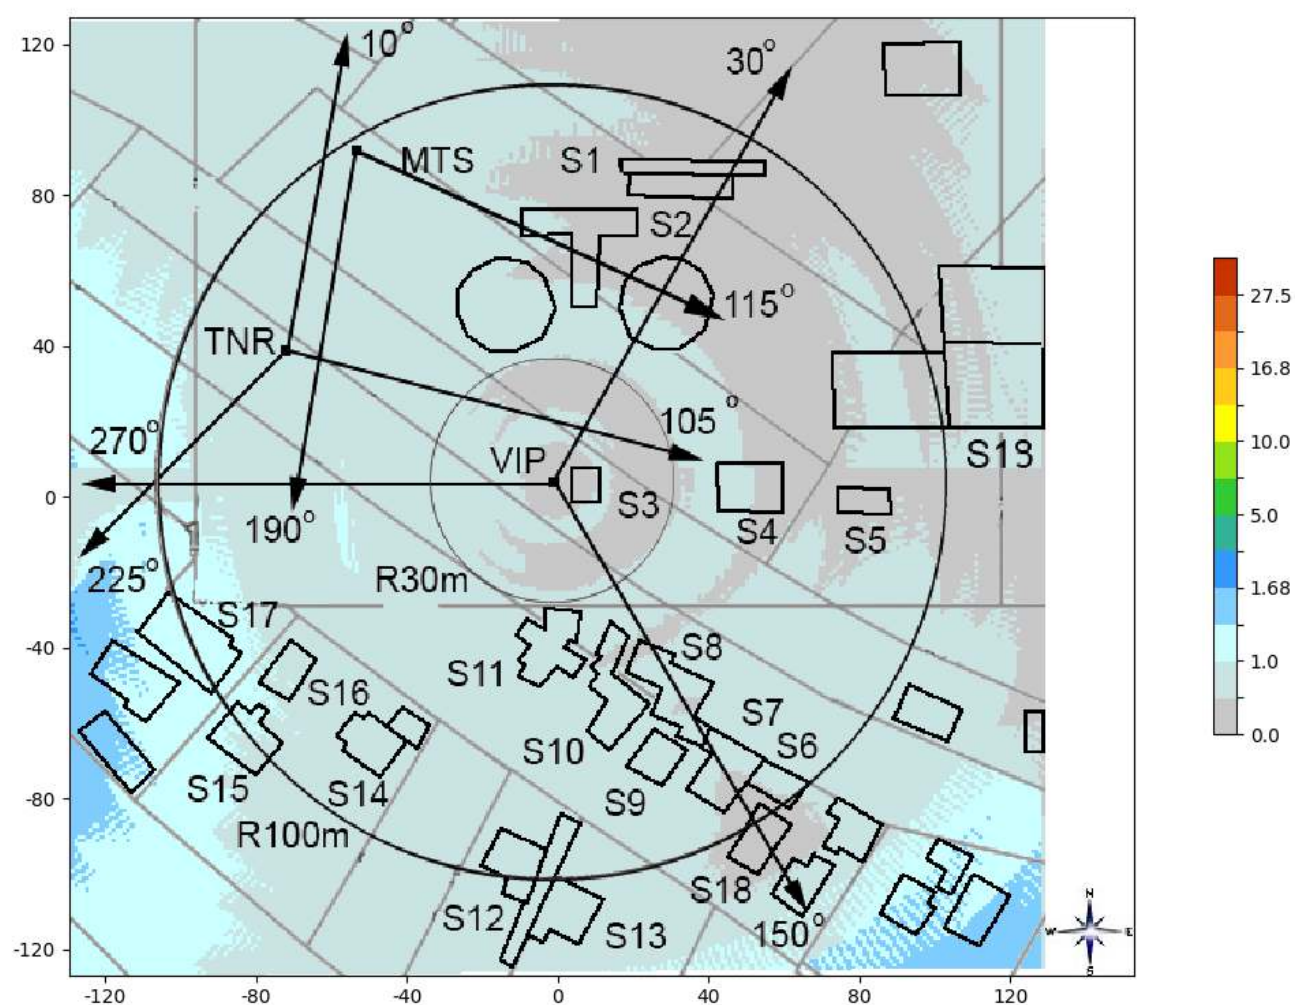 120
80
40
0
-40
-80
-120
-120
-80
-40
0
40
80
120
10°
30°
MTS
S1
S2
115°
TNR
105°
270°
VIP
S13
S3
S4
S5
190°
225°
R30m
S17
S8
S11
S16
S7
S6
S10
S15
S14
S9
R100m
S18
S12
S13
150°
27.5
16.8
10.0
5.0
1.68
1.0
0.0
N
W
E
S